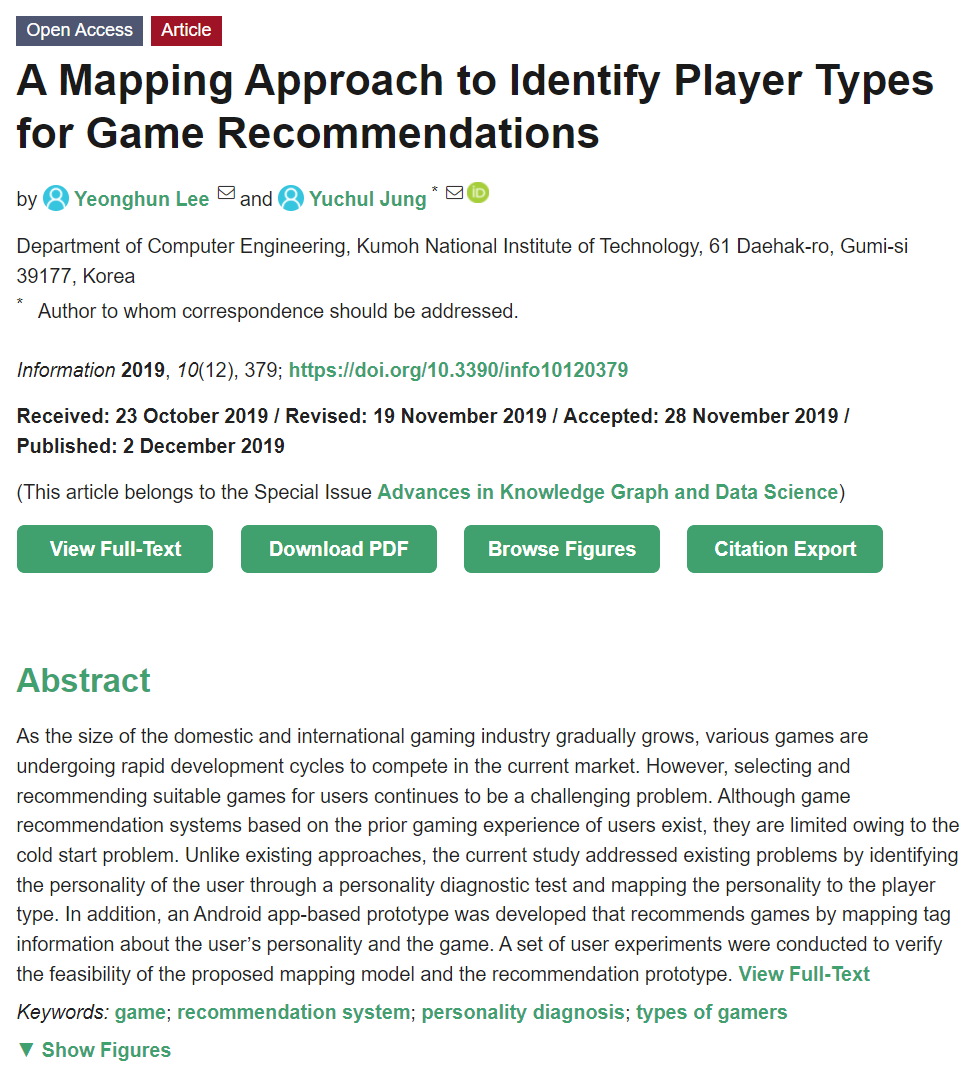 Open Access Article
A Mapping Approach to Identify Player Types
for Game Recommendations
by Yeonghun Lee and Yuchul Jung * iD
Department of Computer Engineering, Kumoh National Institute of Technology, 61 Daehak-ro, Gumi-si
39177, Korea
* Author to whom correspondence should be addressed.
Information 2019, 10(12), 379; https://doi.org/10.3390/info10120379
Received: 23 October 2019 / Revised: 19 November 2019 / Accepted: 28 November 2019 /
Published: 2 December 2019
(This article belongs to the Special Issue Advances in Knowledge Graph and Data Science)
View Full-Text Download PDF Browse Figures Citation Export
Abstract
As the size of the domestic and international gaming industry gradually grows, various games are
undergoing rapid development cycles to compete in the current market. However, selecting and
recommending suitable games for users continues to be a challenging problem. Although game
recommendation systems based on the prior gaming experience of users exist, they are limited owing to the
cold start problem. Unlike existing approaches, the current study addressed existing problems by identifying
the personality of the user through a personality diagnostic test and mapping the personality to the player
type. In addition, an Android app-based prototype was developed that recommends games by mapping tag
information about the user’s personality and the game. A set of user experiments were conducted to verify
the feasibility of the proposed mapping model and the recommendation prototype. View Full-Text
Keywords: game; recommendation system; personality diagnosis; types of gamers
▼ Show Figures